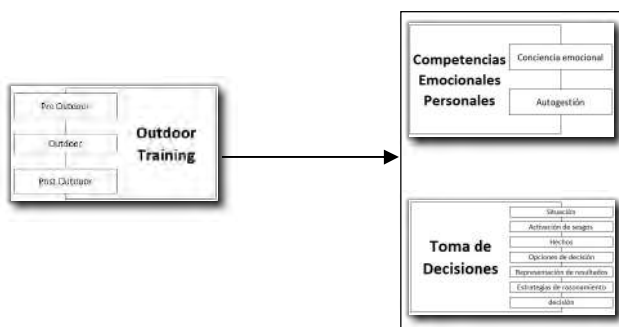 Pre Outdoor
Outdoor
Post Outdoor
Outdoor
Training
Competencias
Emocionales
Personales
Conciencia emocional
Autogestión
Toma de
Decisiones
Situación
Activación de sesgos
Hechos
Opciones de decisión
Representación de resultados
Estrategias de razonamiento
decisión